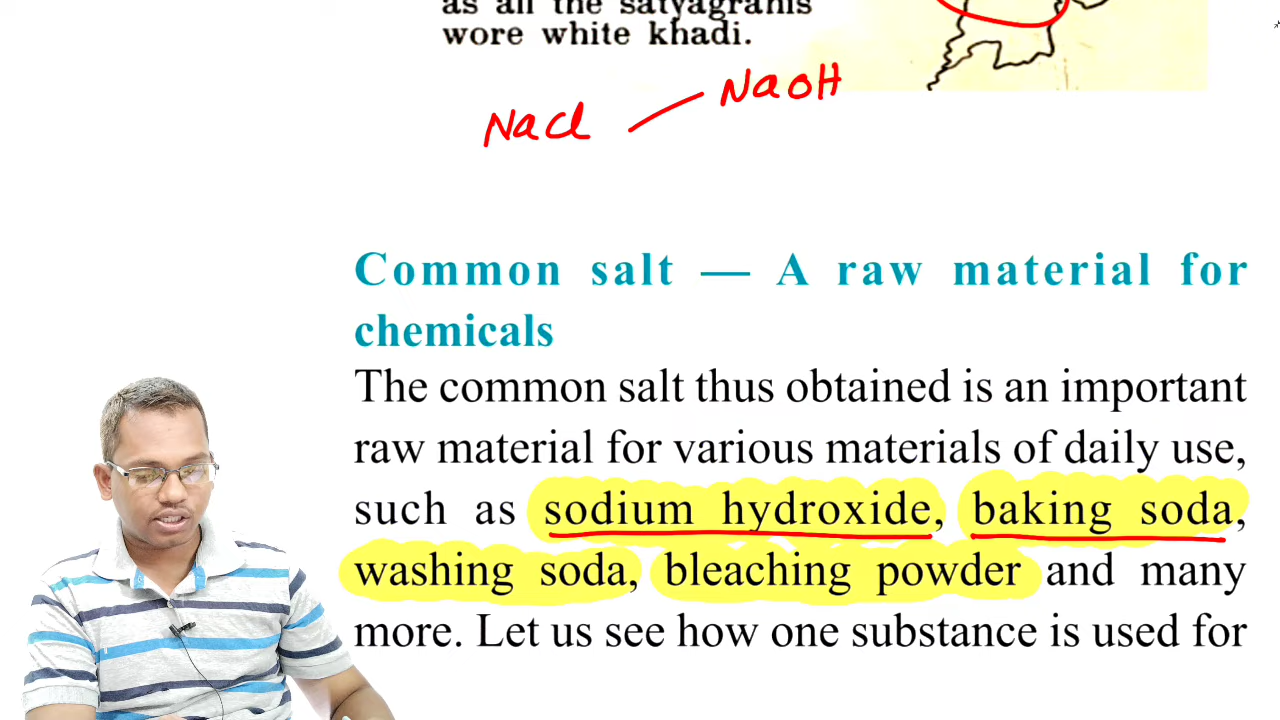 as all the satyagrahis
wore white khadi.
NaCl — NaOH
Common salt — A raw material for
chemicals
The common salt thus obtained is an important
raw material for various materials of daily use,
such as sodium hydroxide, baking soda,
washing soda, bleaching powder and many
more. Let us see how one substance is used for